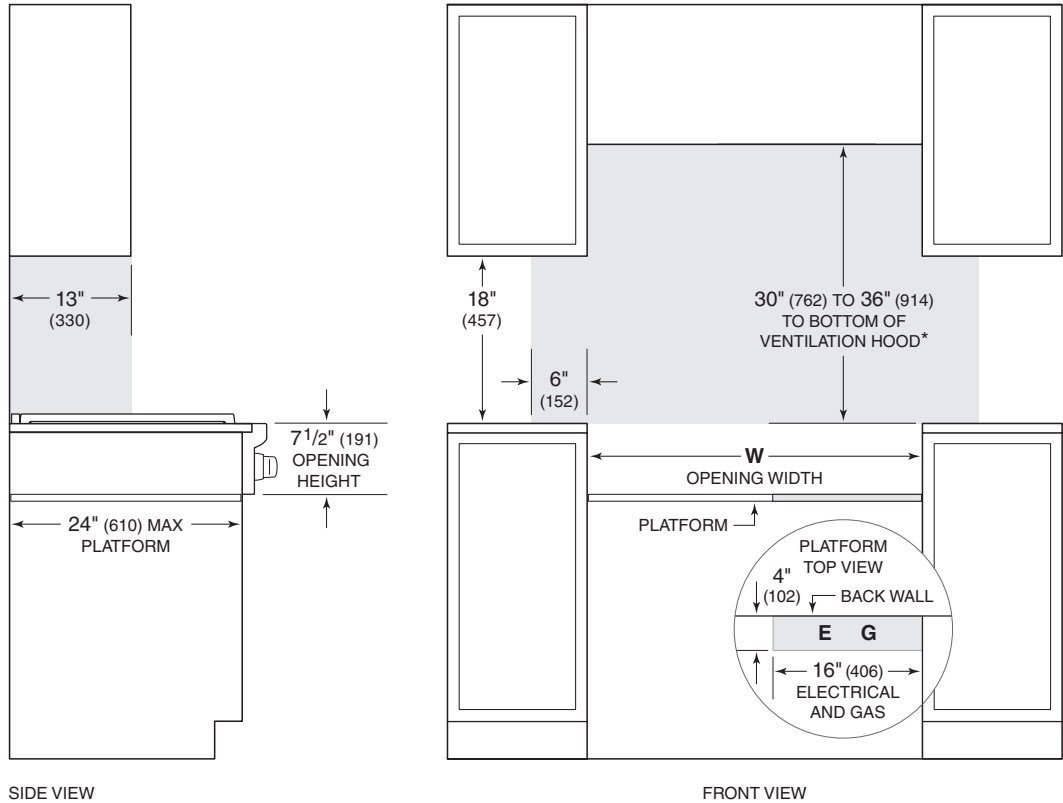 13"
(330)
7 1/2" (191)
OPENING
HEIGHT
24" (610) MAX
PLATFORM
SIDE VIEW
18"
(457)
30" (762) TO 36" (914)
TO BOTTOM OF
VENTILATION HOOD*
6"
(152)
W
OPENING WIDTH
PLATFORM
PLATFORM
TOP VIEW
4"
(102)
BACK WALL
E G
16" (406)
ELECTRICAL
AND GAS
FRONT VIEW